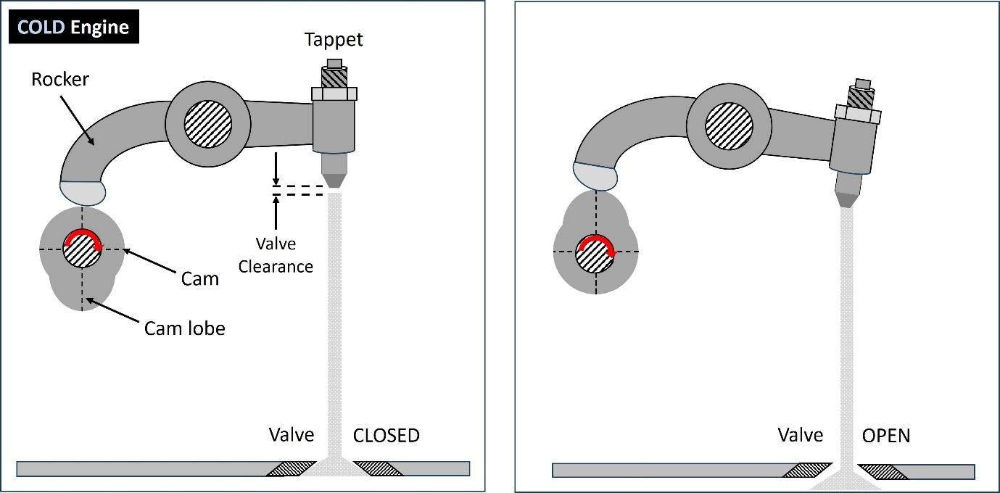 COLD Engine
Tappet
Rocker
Valve
Clearance
Cam
Cam lobe
Valve CLOSED
Valve OPEN